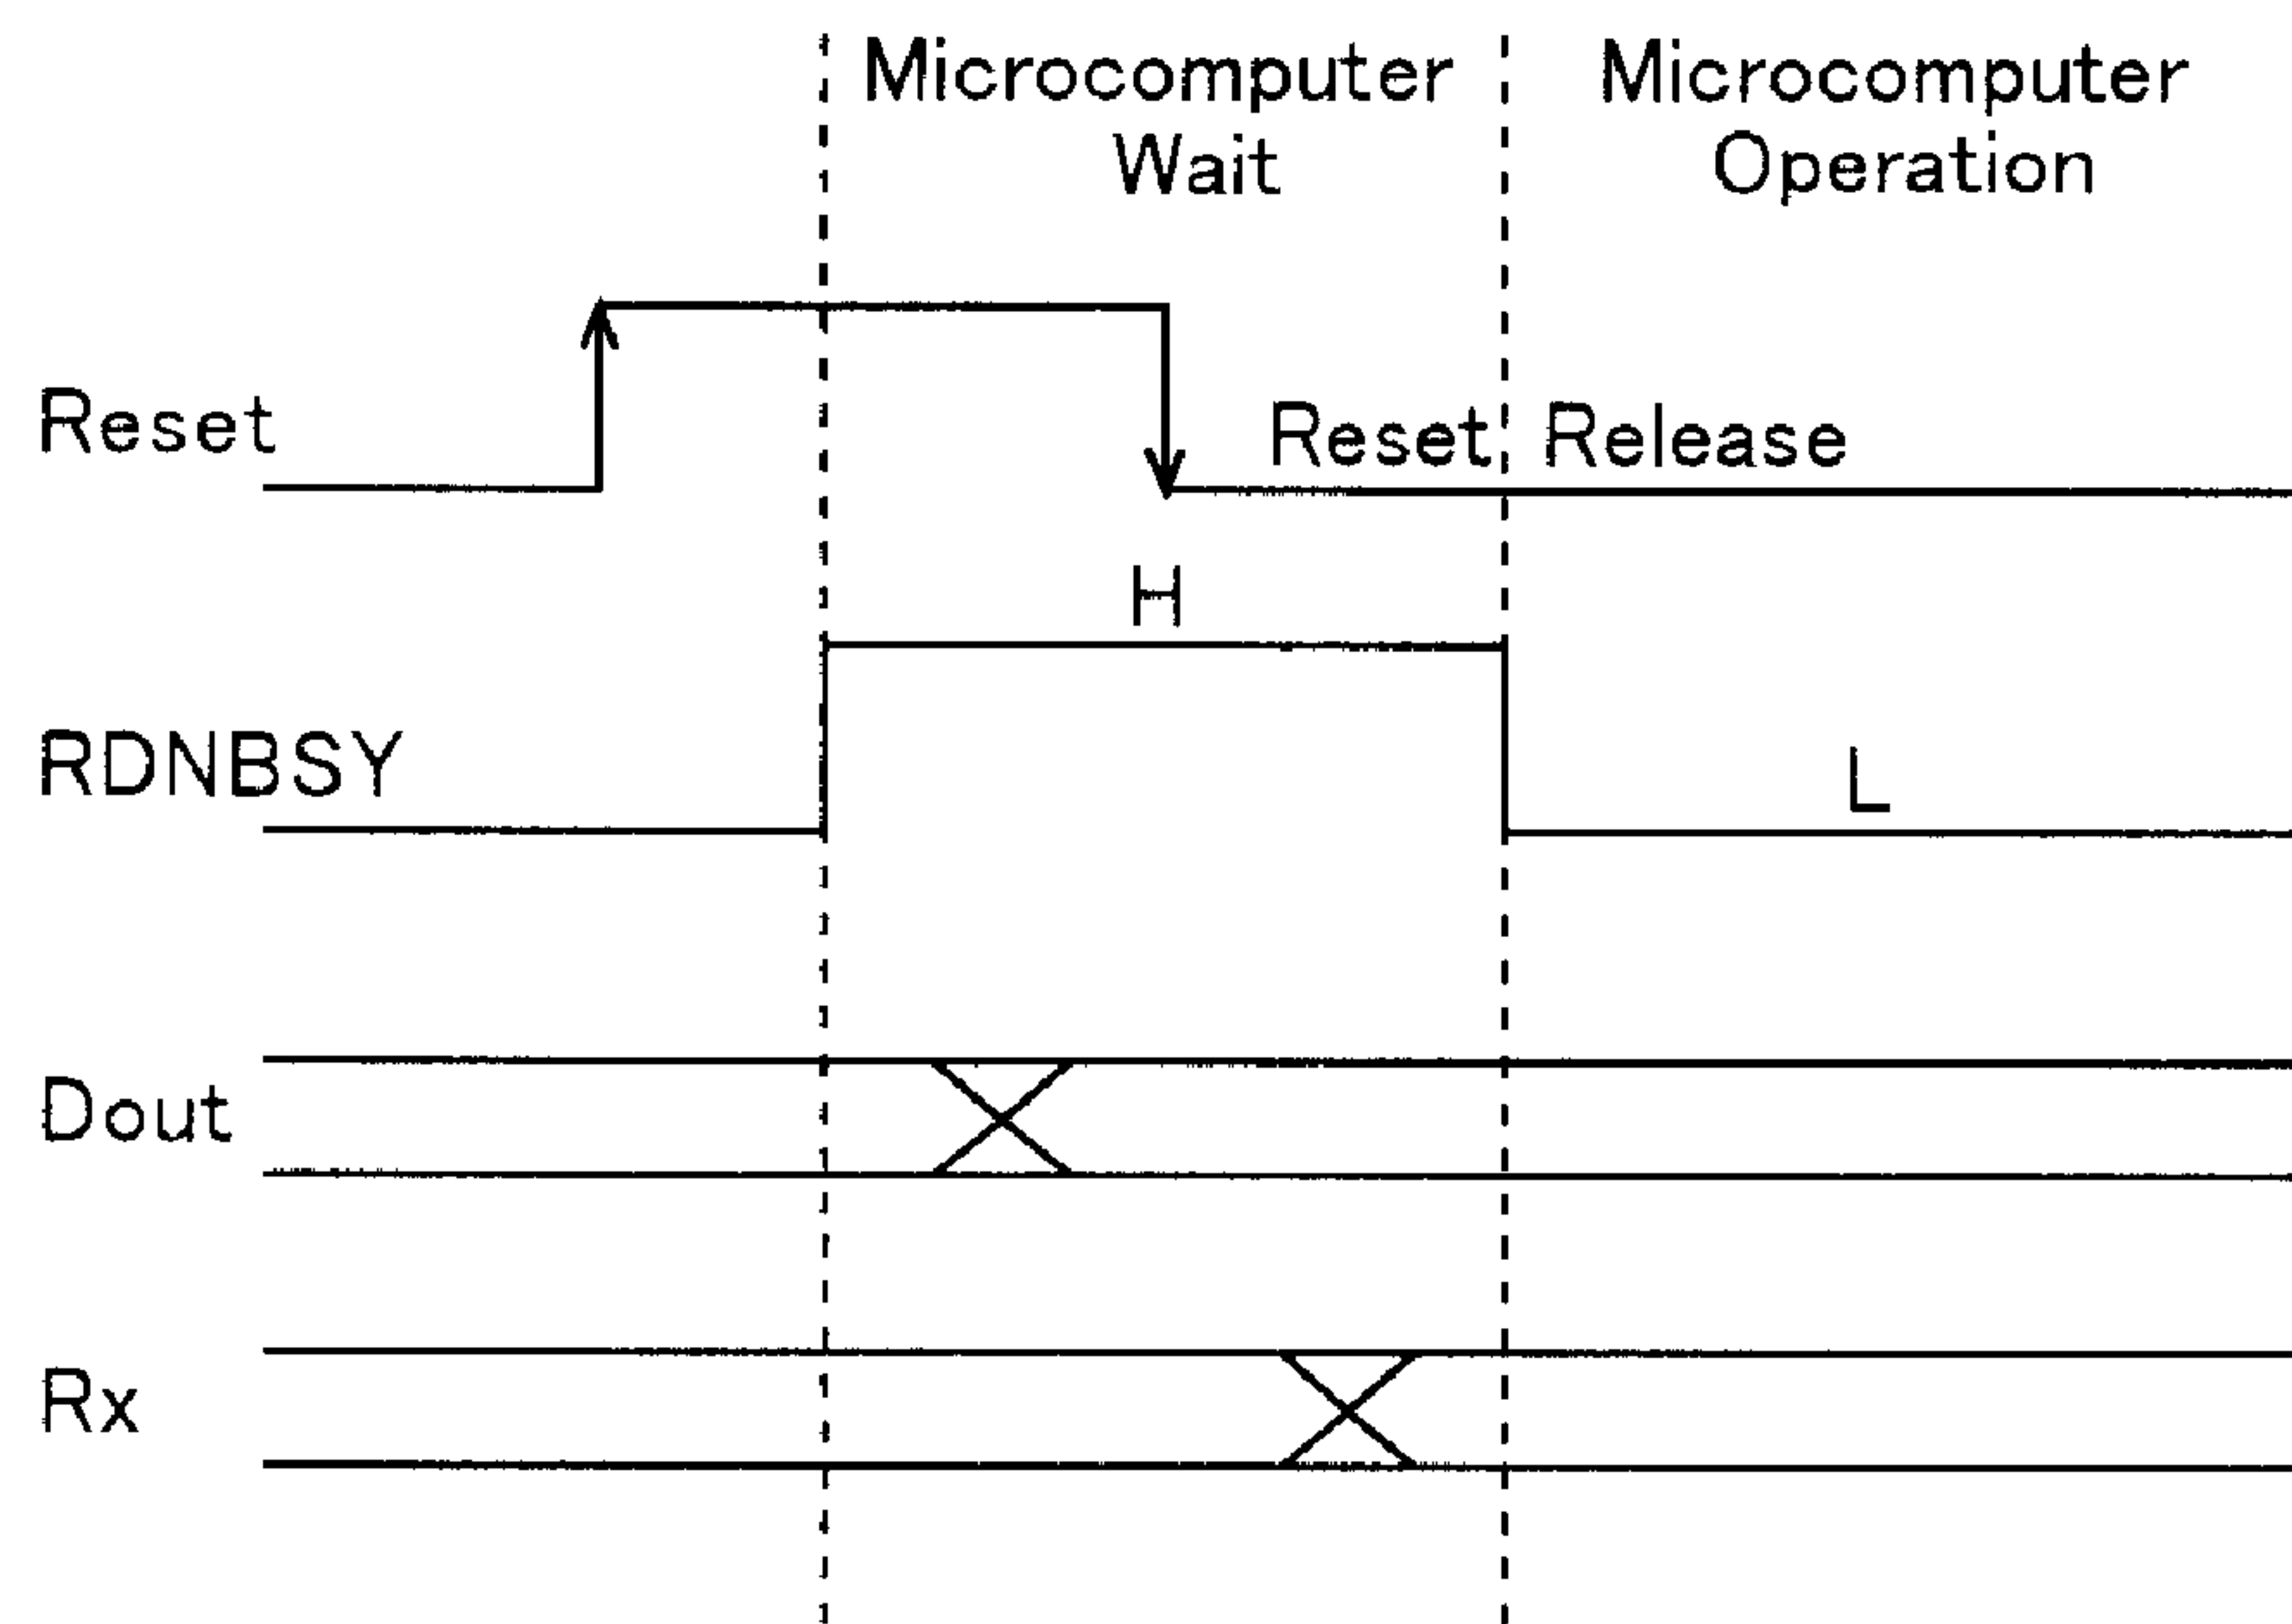 Microcomputer
Wait
Microcomputer
Operation
Reset
Reset Release
H
RDNBSY
L
Dout
Rx